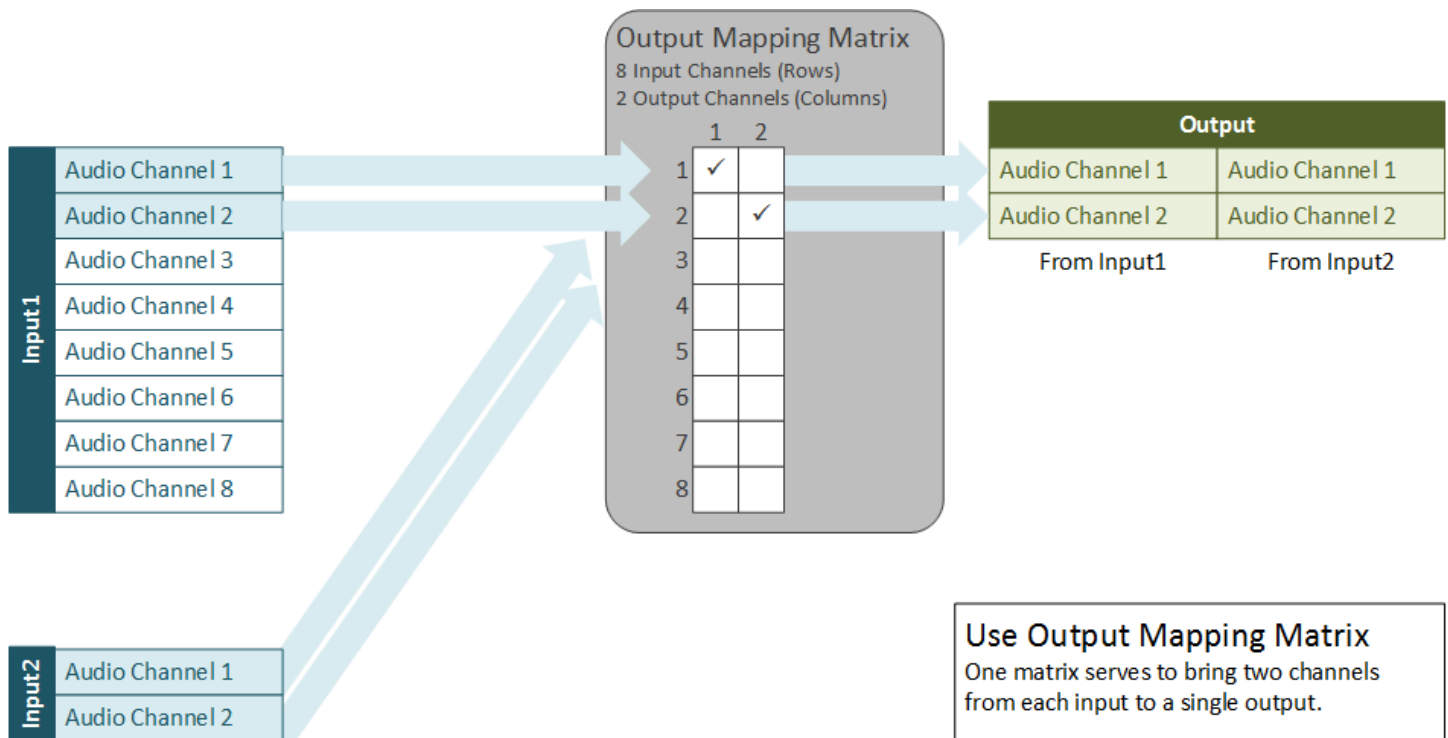 Output Mapping Matrix
8 Input Channels (Rows)
2 Output Channels (Columns)
1 2
1 ✓
2 ✓
3
4
5
6
7
8
Input1
Audio Channel 1
Audio Channel 2
Audio Channel 3
Audio Channel 4
Audio Channel 5
Audio Channel 6
Audio Channel 7
Audio Channel 8
Output
Audio Channel 1 Audio Channel 1
Audio Channel 2 Audio Channel 2
From Input1 From Input2
Input2
Audio Channel 1
Audio Channel 2
Use Output Mapping Matrix
One matrix serves to bring two channels
from each input to a single output.